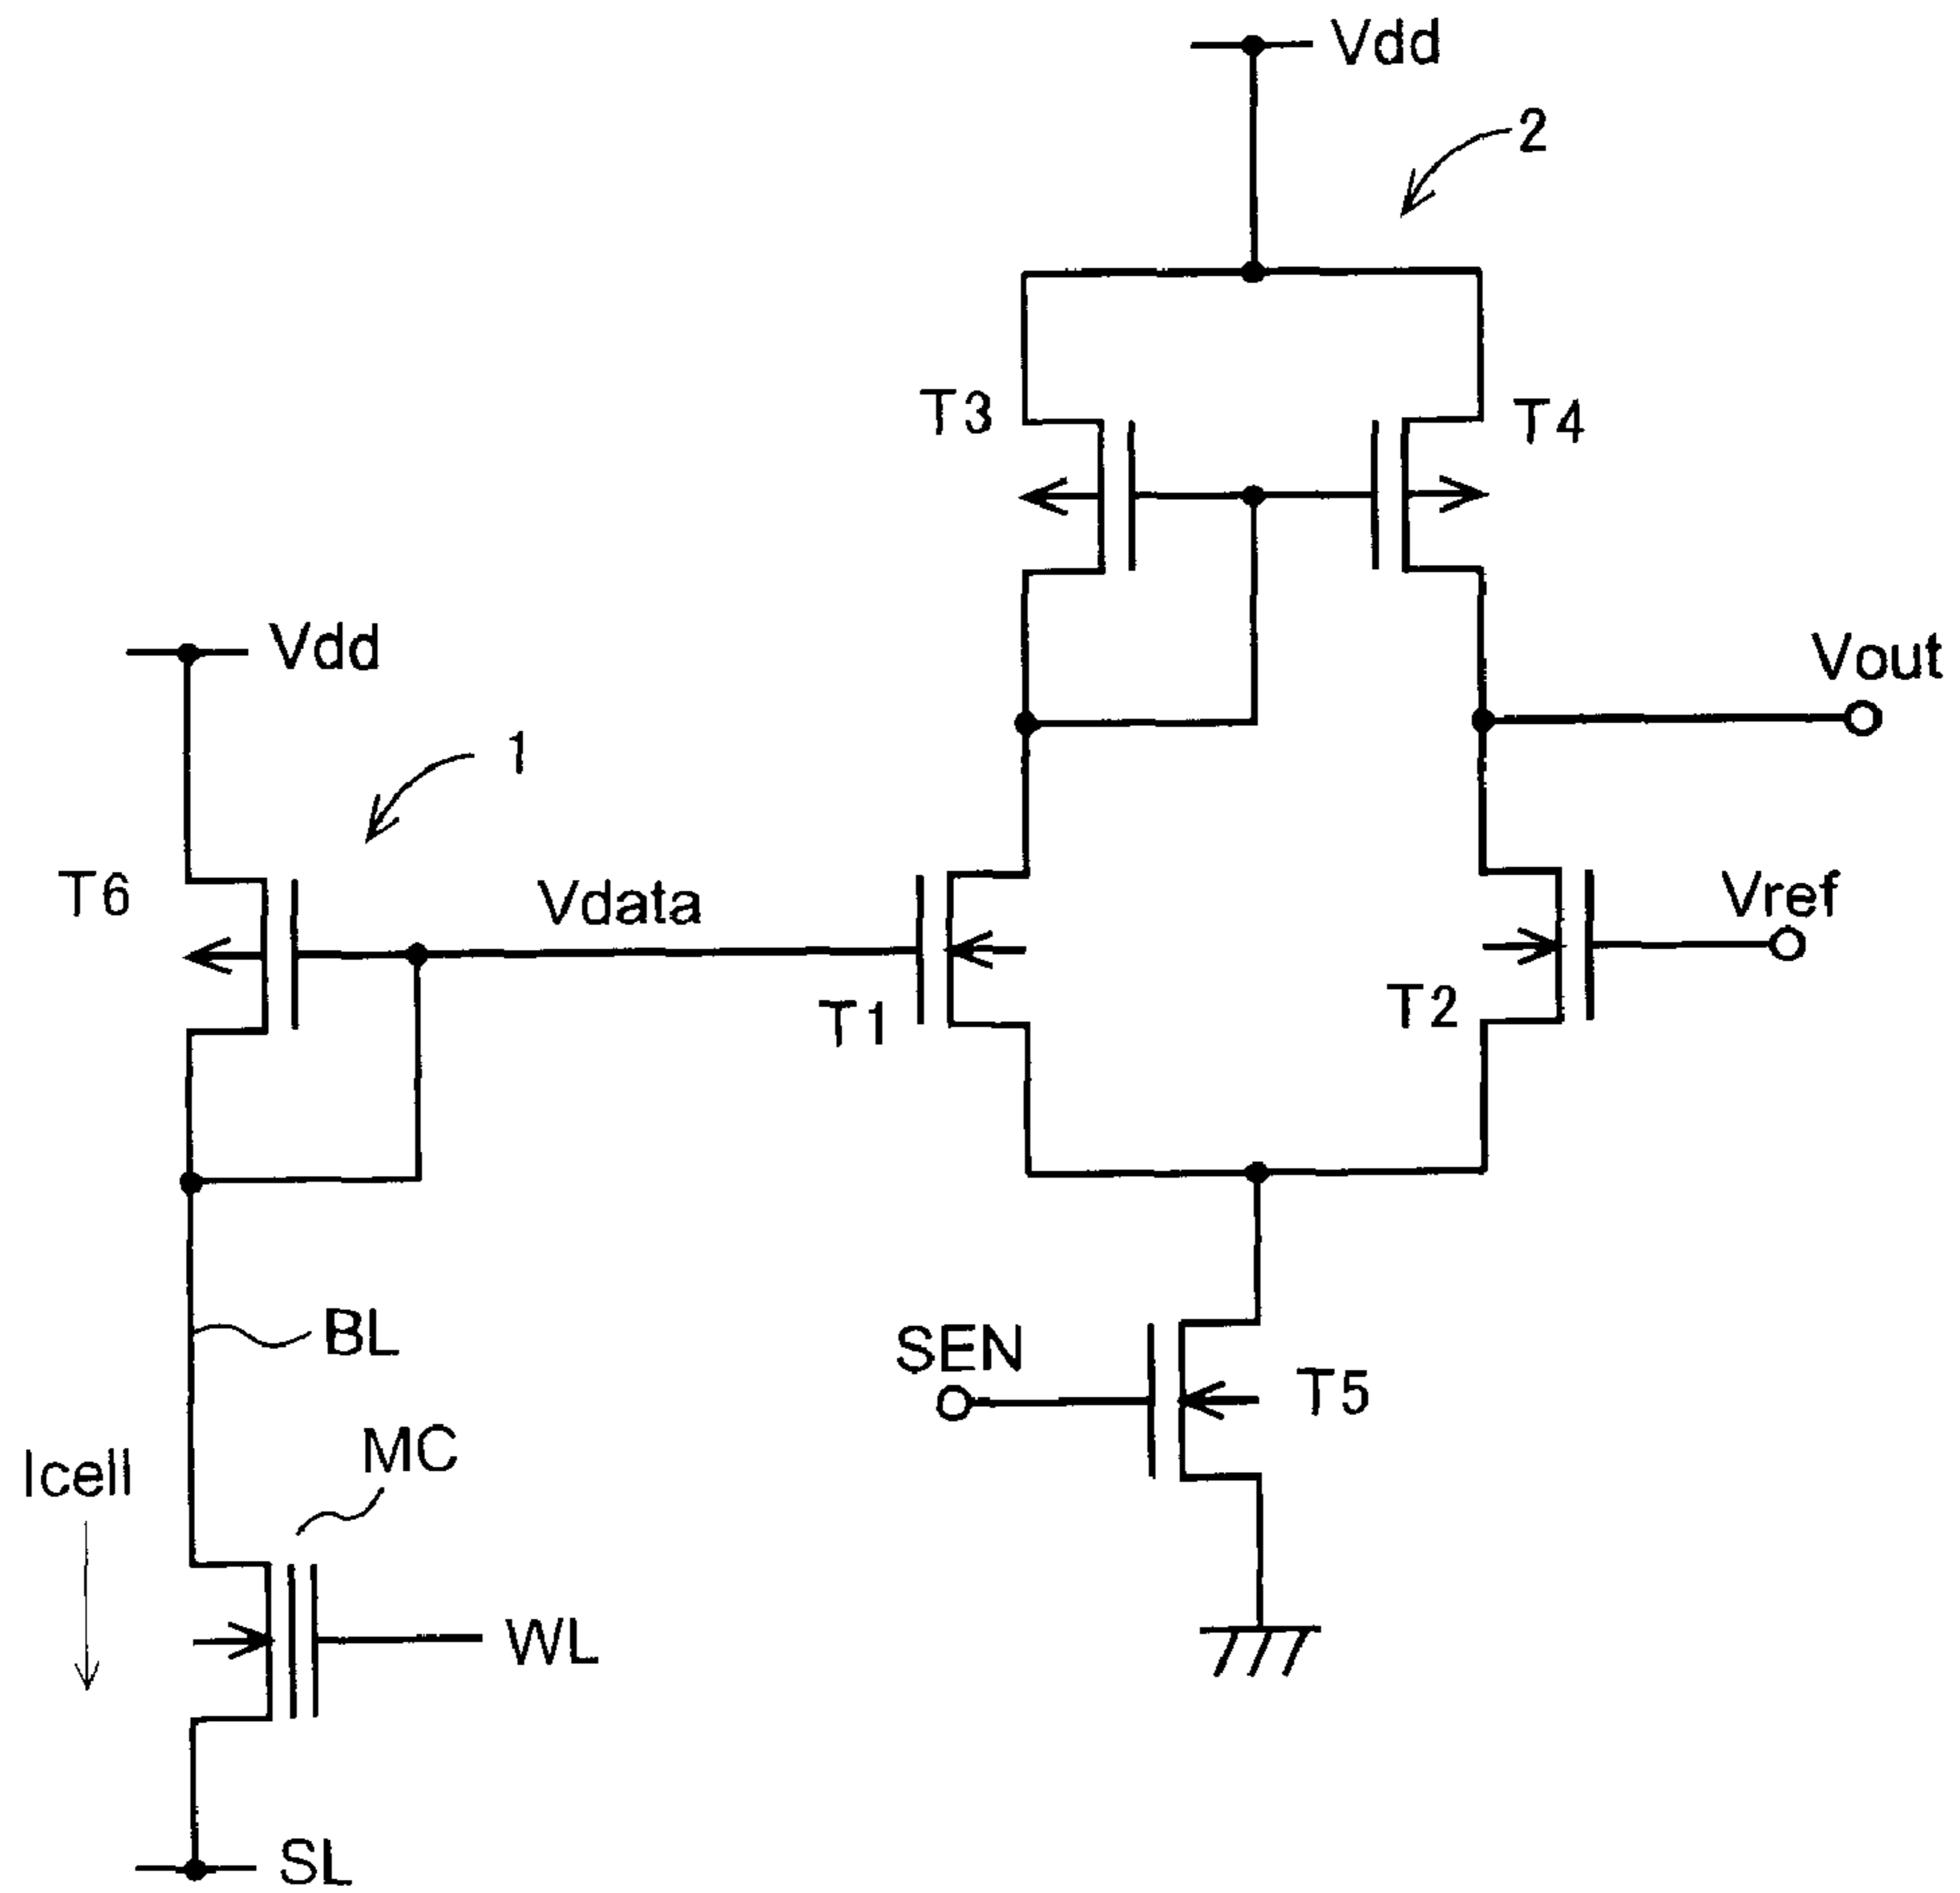 Vdd
2
T3
T4
Vdd
Vout
1
T6
Vdata
Vref
T1
T2
BL
SEN
T5
MC
Icell
WL
SL